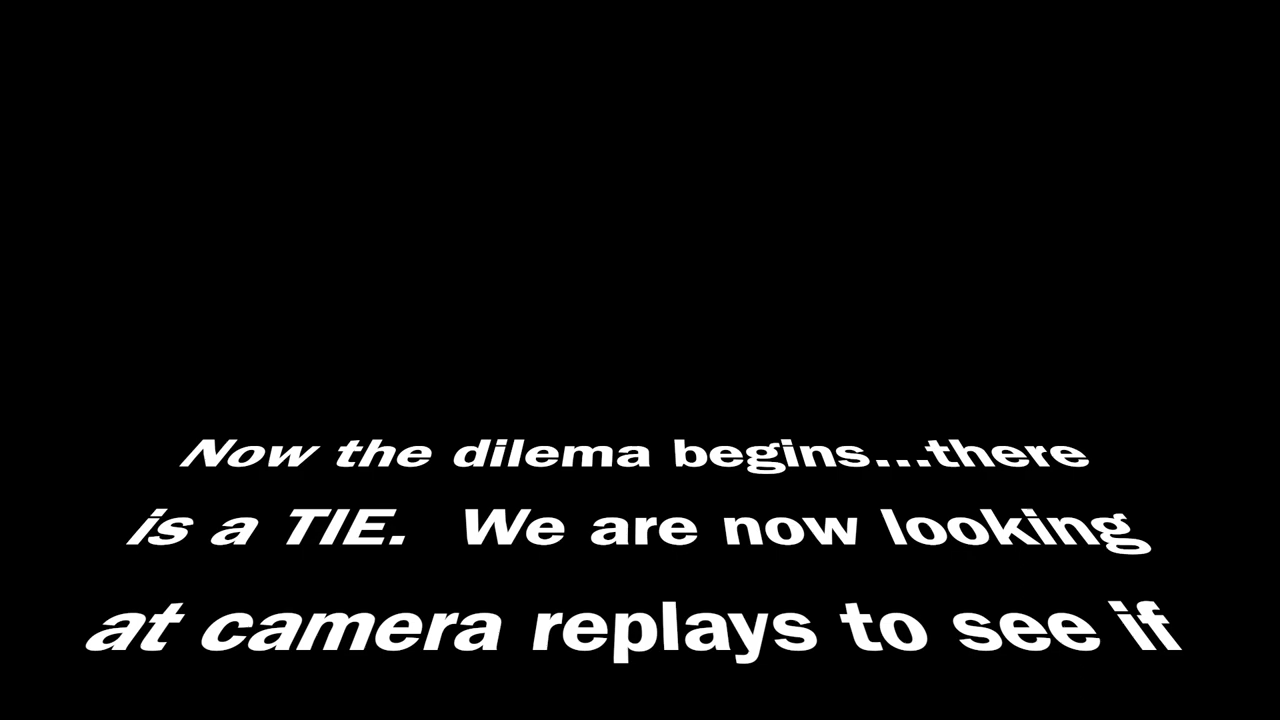 Now the dilema begins...there
is a TIE.  We are now looking
at camera replays to see if